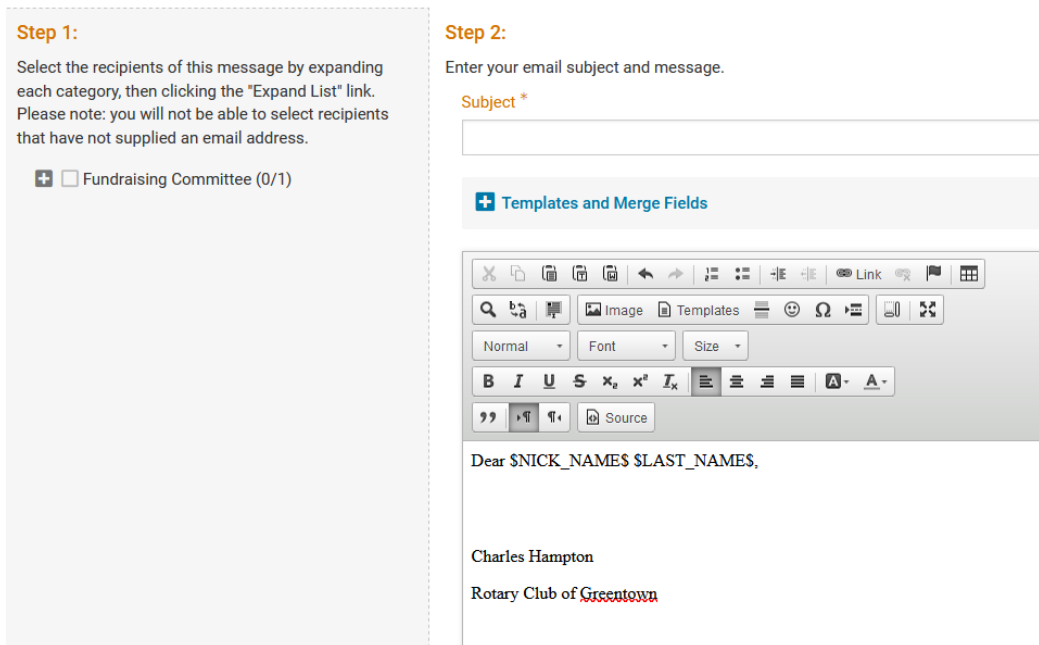 Step 1:
Select the recipients of this message by expanding
each category, then clicking the "Expand List" link.
Please note: you will not be able to select recipients
that have not supplied an email address.
Fundraising Committee (0/1)
Step 2:
Enter your email subject and message.
Subject *
Templates and Merge Fields
Link
Image Templates
Normal Font Size
B I U S x₂ x² Tx A A
Source
Dear $NICK_NAME$ $LAST_NAME$,
Charles Hampton
Rotary Club of Greentown